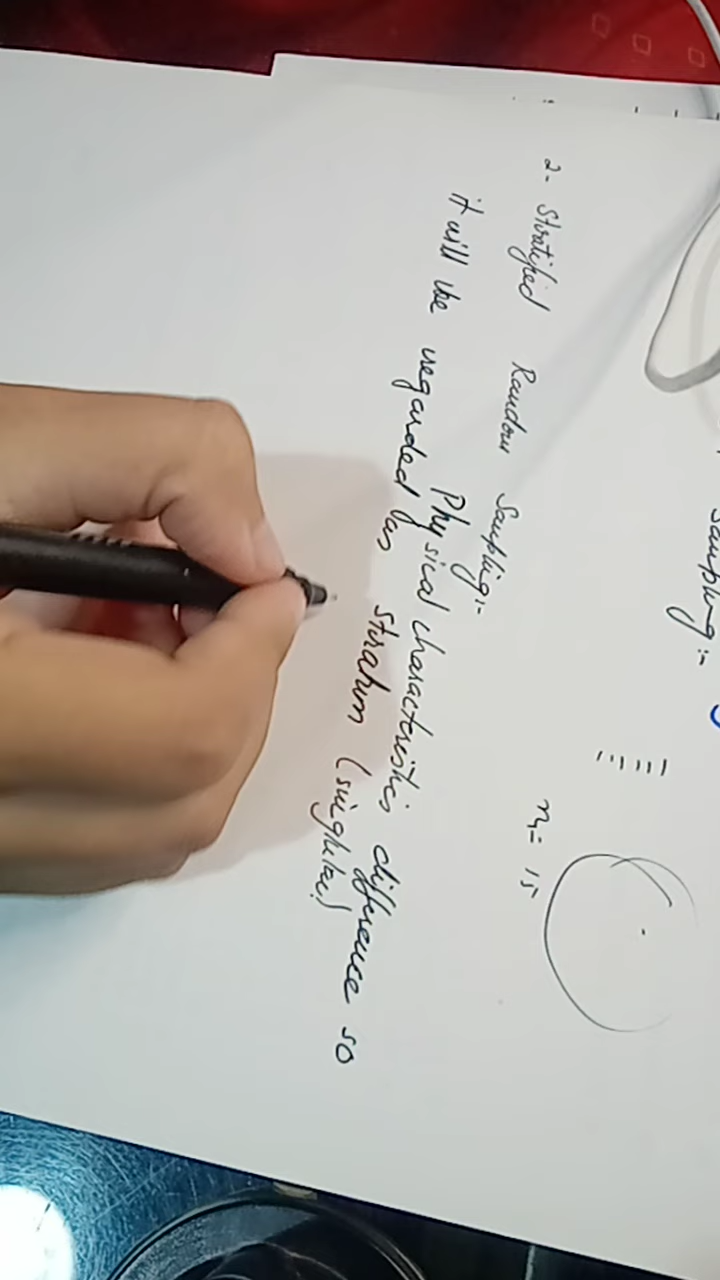 Sampling:-
n = 15
2- Stratified Random Sampling:-
Physical characteristics difference so
it will be regarded as stratum (singular)